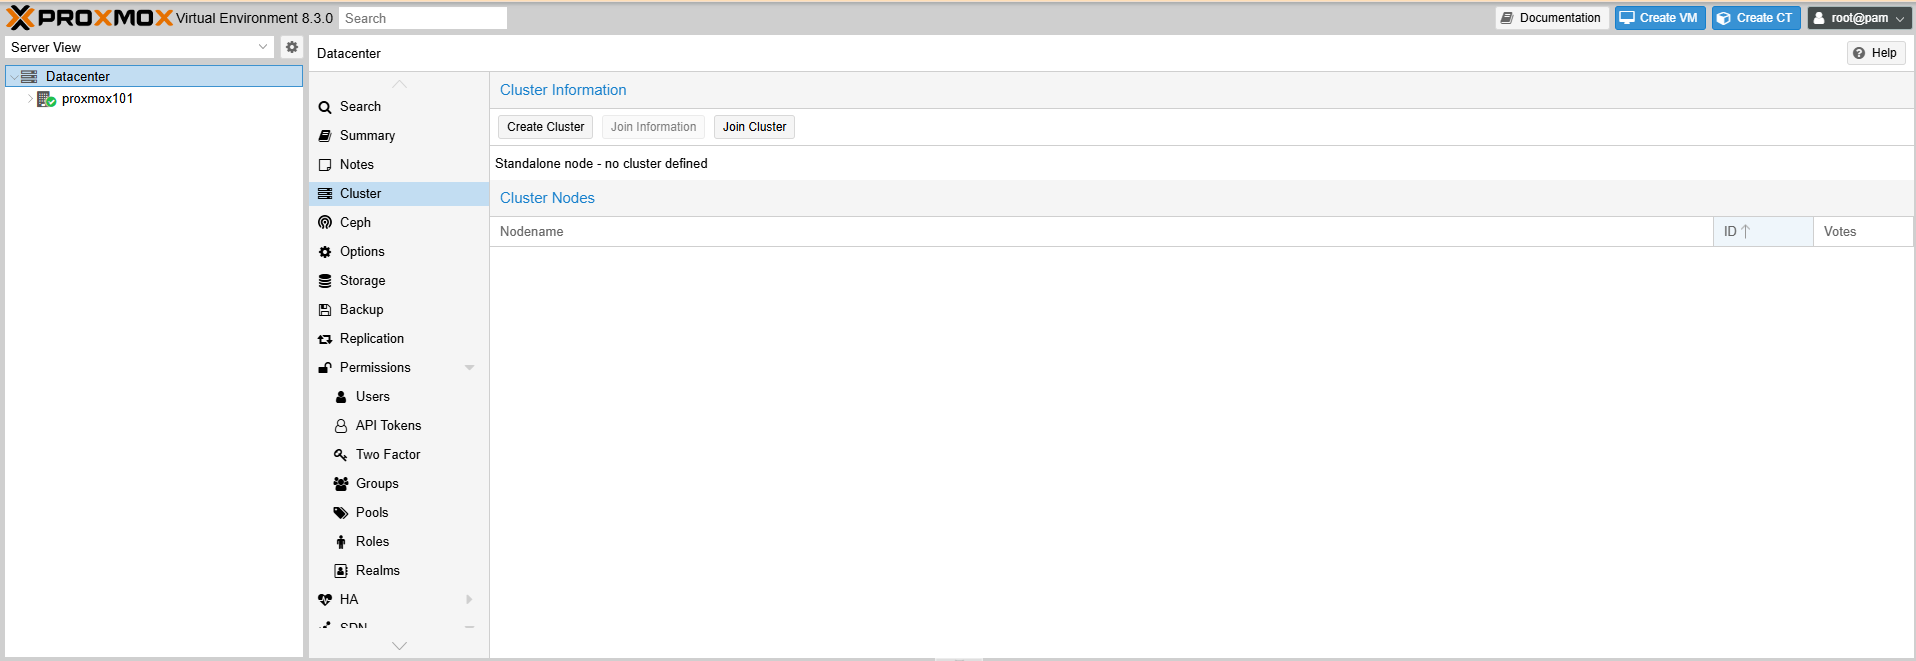 PROXMOX Virtual Environment 8.3.0 Search Documentation Create VM Create CT root@pam
Server View
Datacenter Help
Datacenter
proxmox101
Search
Summary
Notes
Cluster
Ceph
Options
Storage
Backup
Replication
Permissions
Users
API Tokens
Two Factor
Groups
Pools
Roles
Realms
HA
SDN
Cluster Information
Create Cluster Join Information Join Cluster
Standalone node - no cluster defined
Cluster Nodes
Nodename ID Votes